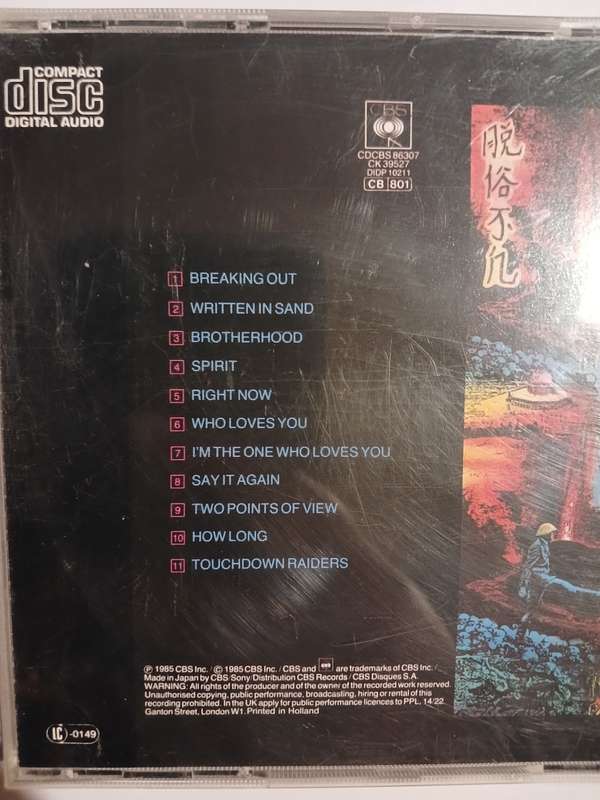 COMPACT
disc
DIGITAL AUDIO
CBS
CDCBS 86307
CK 39527
DIDP 10211
CB 801
脱俗不凡
1 BREAKING OUT
2 WRITTEN IN SAND
3 BROTHERHOOD
4 SPIRIT
5 RIGHT NOW
6 WHO LOVES YOU
7 I'M THE ONE WHO LOVES YOU
8 SAY IT AGAIN
9 TWO POINTS OF VIEW
10 HOW LONG
11 TOUCHDOWN RAIDERS
Ⓟ 1985 CBS Inc./ © 1985 CBS Inc./ CBS and are trademarks of CBS Inc./
Made in Japan by CBS/Sony/Distribution CBS Records/CBS Disques S.A.
WARNING: All rights of the producer and of the owner of the recorded work reserved.
Unauthorised copying, public performance, broadcasting, hiring or rental of this
recording prohibited. In the UK apply for public performance licences to PPL, 14/22
Ganton Street, London W1. Printed in Holland
LC -0149